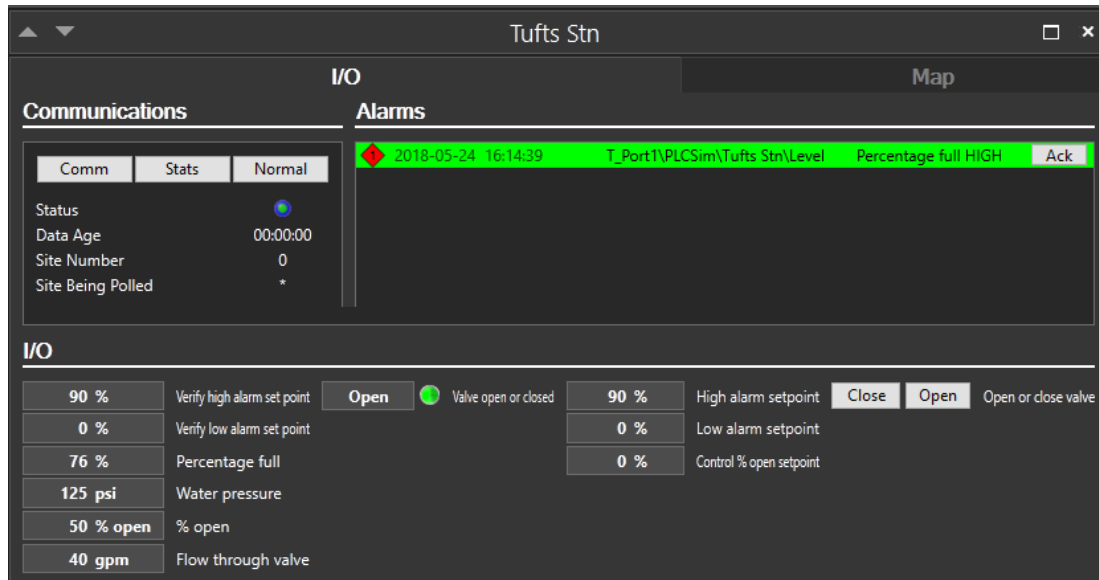 Tufts Stn
I/O
Map
Communications
Alarms
Comm Stats Normal
Status
Data Age 00:00:00
Site Number 0
Site Being Polled *
1 2018-05-24 16:14:39 T_Port1\PLCSim\Tufts Stn\Level Percentage full HIGH Ack
I/O
90 % Verify high alarm set point Open Valve open or closed 90 % High alarm setpoint Close Open Open or close valve
0 % Verify low alarm set point 0 % Low alarm setpoint
76 % Percentage full 0 % Control % open setpoint
125 psi Water pressure
50 % open % open
40 gpm Flow through valve